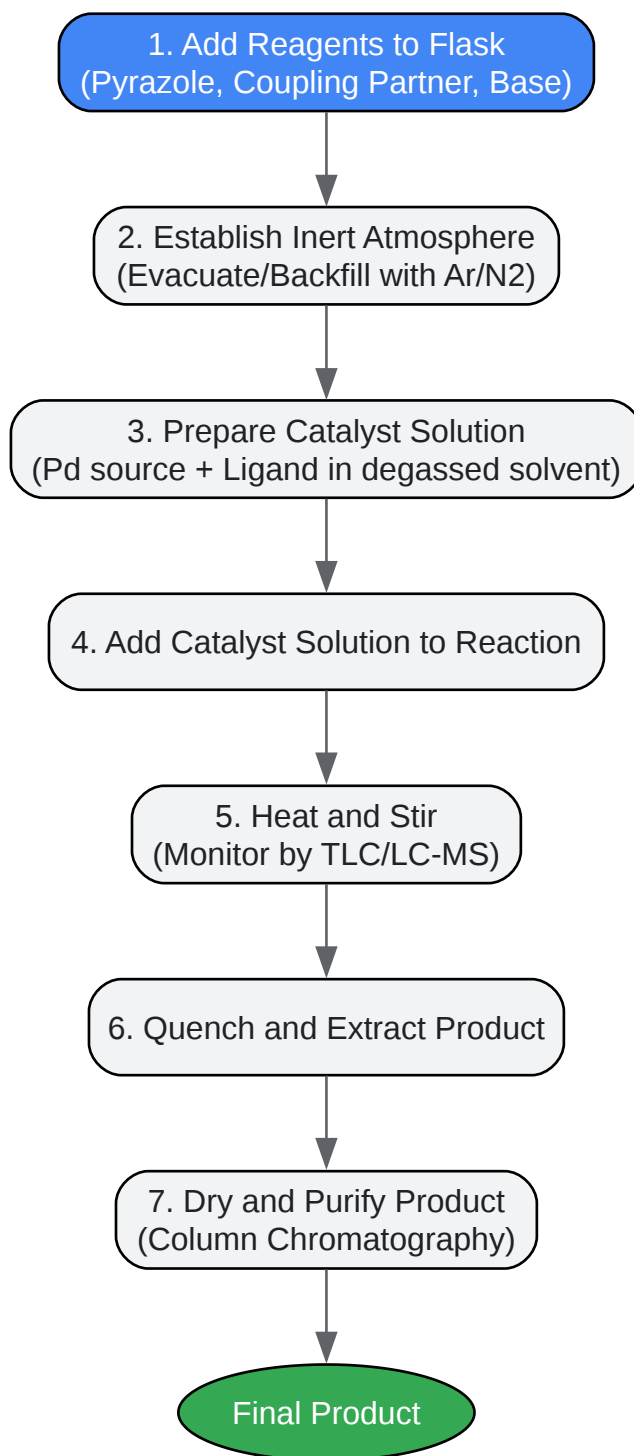 1. Add Reagents to Flask
(Pyrazole, Coupling Partner, Base)
2. Establish Inert Atmosphere
(Evacuate/Backfill with Ar/N2)
3. Prepare Catalyst Solution
(Pd source + Ligand in degassed solvent)
4. Add Catalyst Solution to Reaction
5. Heat and Stir
(Monitor by TLC/LC-MS)
6. Quench and Extract Product
7. Dry and Purify Product
(Column Chromatography)
Final Product